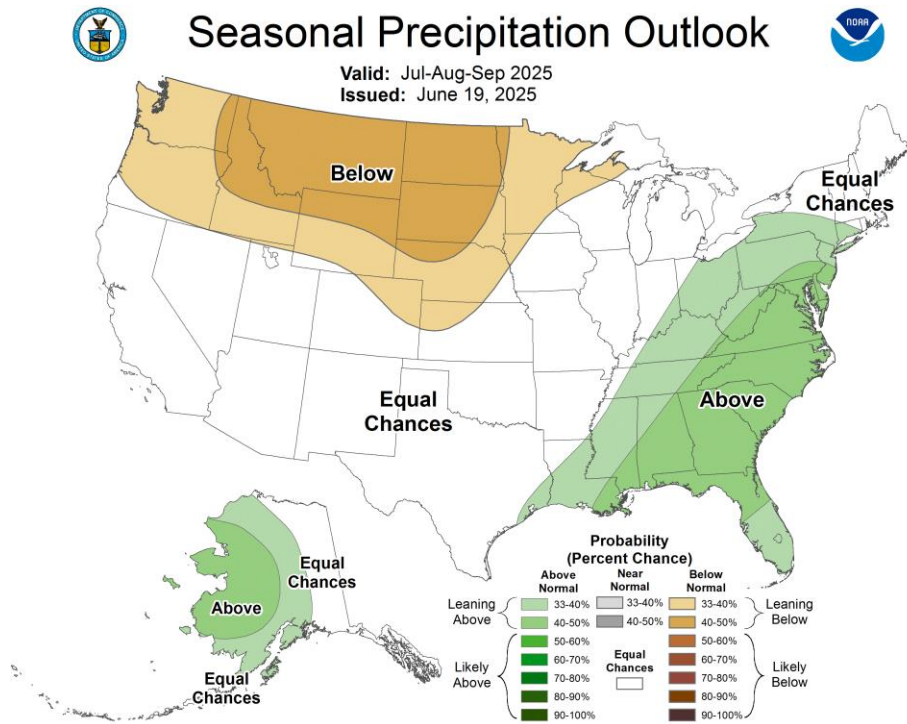 Seasonal Precipitation Outlook
NOAA
Valid: Jul-Aug-Sep 2025
Issued: June 19, 2025
Below
Equal
Chances
Equal
Chances
Above
Equal
Chances
Above
Equal
Chances
Probability
(Percent Chance)
Above
Normal
Near
Normal
Below
Normal
Leaning
Above
33-40%
33-40%
33-40%
Leaning
Below
40-50%
40-50%
40-50%
Likely
Above
50-60%
60-70%
70-80%
80-90%
90-100%
Equal
Chances
50-60%
60-70%
70-80%
80-90%
90-100%
Likely
Below